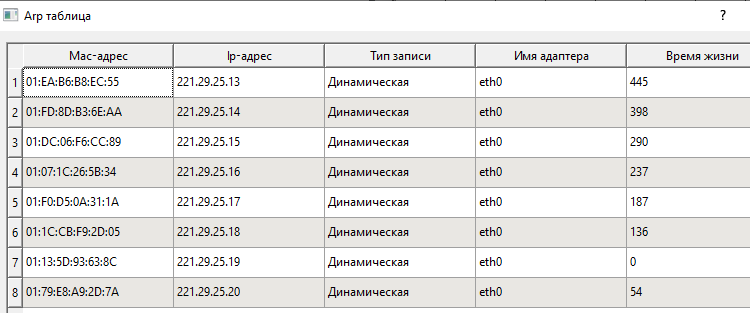 Arp таблица ?
Mac-адрес Ip-адрес Тип записи Имя адаптера Время жизни
1 01:EA:B6:B8:EC:55 221.29.25.13 Динамическая eth0 445
2 01:FD:8D:B3:6E:AA 221.29.25.14 Динамическая eth0 398
3 01:DC:06:F6:CC:89 221.29.25.15 Динамическая eth0 290
4 01:07:1C:26:5B:34 221.29.25.16 Динамическая eth0 237
5 01:F0:D5:0A:31:1A 221.29.25.17 Динамическая eth0 187
6 01:1C:CB:F9:2D:05 221.29.25.18 Динамическая eth0 136
7 01:13:5D:93:63:8C 221.29.25.19 Динамическая eth0 0
8 01:79:E8:A9:2D:7A 221.29.25.20 Динамическая eth0 54